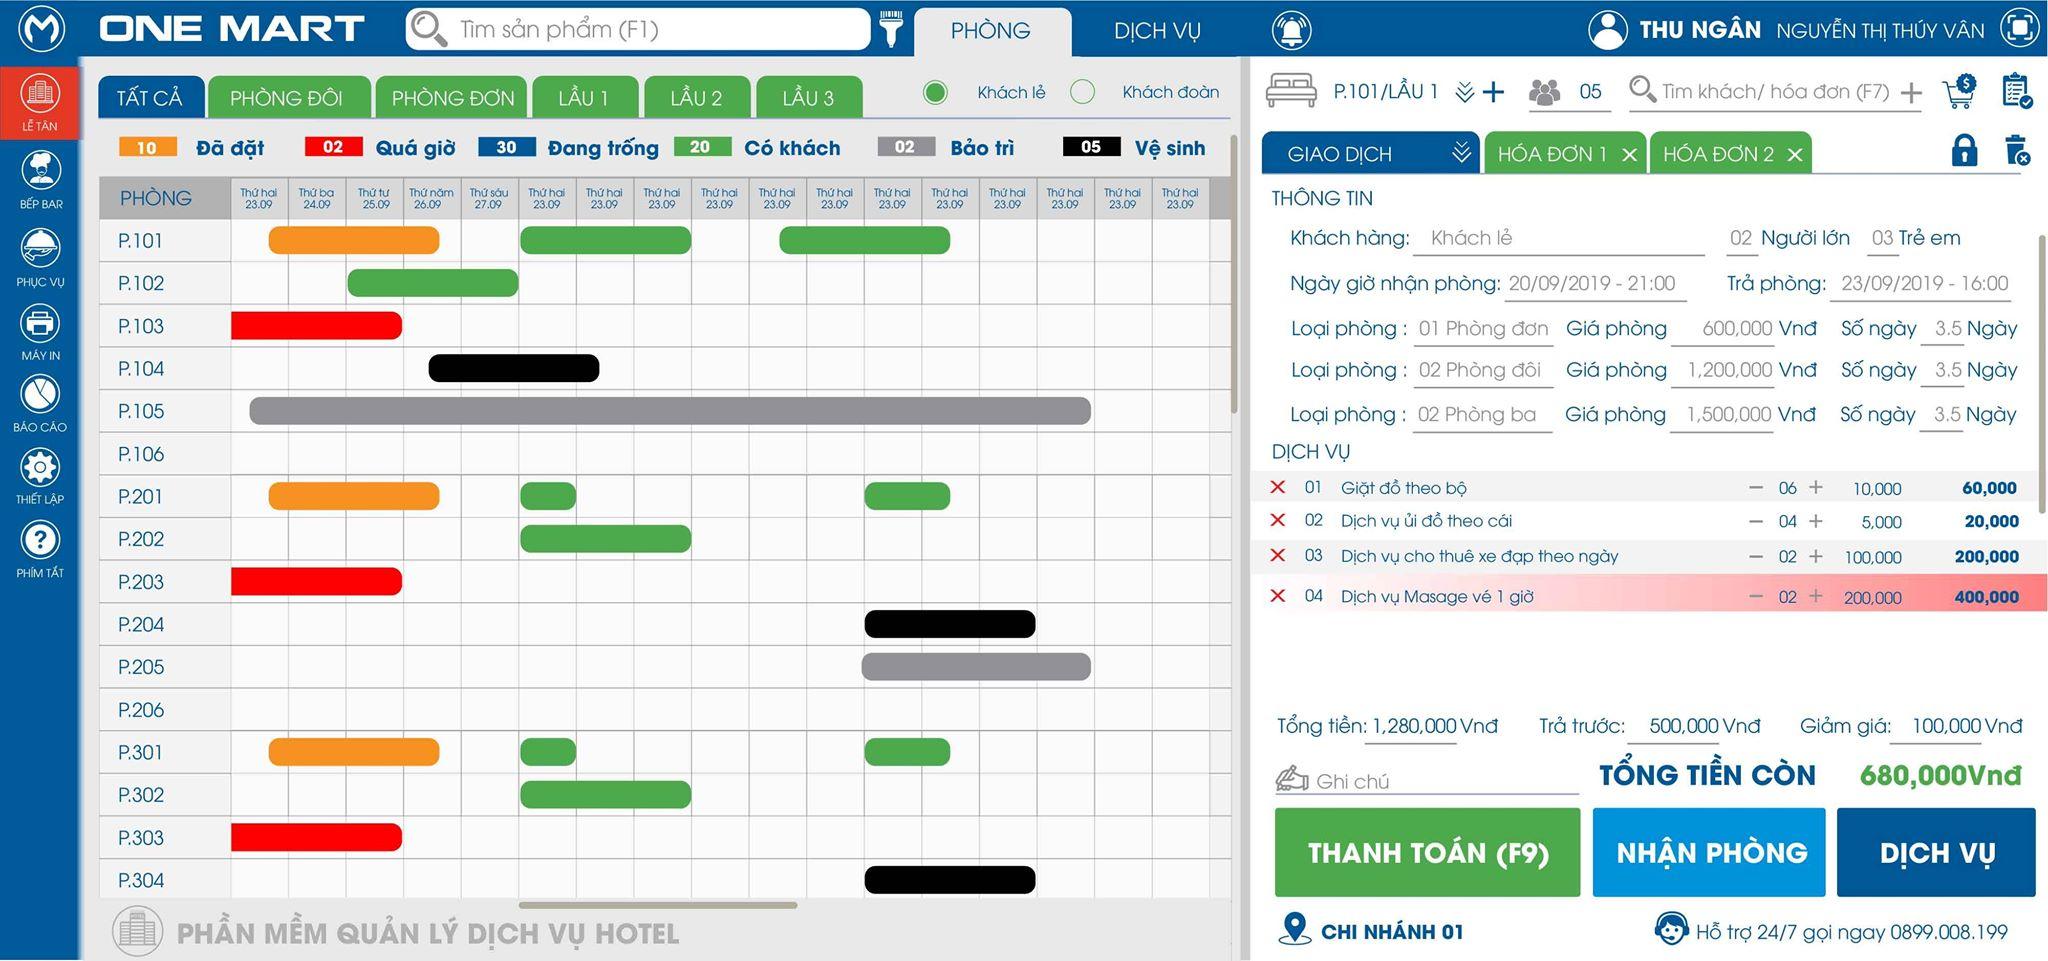 ONE MART
Tìm sản phẩm (F1)
PHÒNG
DỊCH VỤ
THU NGÂN NGUYỄN THỊ THÚY VÂN
LỄ TÂN
BẾP BAR
PHỤC VỤ
MÁY IN
BÁO CÁO
THIẾT LẬP
PHÍM TẮT
TẤT CẢ
PHÒNG ĐÔI
PHÒNG ĐƠN
LẦU 1
LẦU 2
LẦU 3
Khách lẻ
Khách đoàn
10 Đã đặt
02 Quá giờ
30 Đang trống
20 Có khách
02 Bảo trì
05 Vệ sinh
PHÒNG
Thứ hai
23.09
Thứ ba
24.09
Thứ tư
25.09
Thứ năm
26.09
Thứ sáu
27.09
Thứ hai
23.09
Thứ hai
23.09
Thứ hai
23.09
Thứ hai
23.09
Thứ hai
23.09
Thứ hai
23.09
Thứ hai
23.09
Thứ hai
23.09
Thứ hai
23.09
Thứ hai
23.09
Thứ hai
23.09
Thứ hai
23.09
P.101
P.102
P.103
P.104
P.105
P.106
P.201
P.202
P.203
P.204
P.205
P.206
P.301
P.302
P.303
P.304
PHẦN MỀM QUẢN LÝ DỊCH VỤ HOTEL
P.101/LẦU 1
05
Tìm khách/ hóa đơn (F7)
GIAO DỊCH
HÓA ĐƠN 1
HÓA ĐƠN 2
THÔNG TIN
Khách hàng: Khách lẻ 02 Người lớn 03 Trẻ em
Ngày giờ nhận phòng: 20/09/2019 - 21:00 Trả phòng: 23/09/2019 - 16:00
Loại phòng : 01 Phòng đơn Giá phòng 600,000 Vnđ Số ngày 3.5 Ngày
Loại phòng : 02 Phòng đôi Giá phòng 1,200,000 Vnđ Số ngày 3.5 Ngày
Loại phòng : 02 Phòng ba Giá phòng 1,500,000 Vnđ Số ngày 3.5 Ngày
DỊCH VỤ
01 Giặt đồ theo bộ – 06 + 10,000 60,000
02 Dịch vụ ủi đồ theo cái – 04 + 5,000 20,000
03 Dịch vụ cho thuê xe đạp theo ngày – 02 + 100,000 200,000
04 Dịch vụ Masage vé 1 giờ – 02 + 200,000 400,000
Tổng tiền: 1,280,000 Vnđ Trả trước: 500,000 Vnđ Giảm giá: 100,000 Vnđ
Ghi chú
TỔNG TIỀN CÒN 680,000Vnđ
THANH TOÁN (F9)
NHẬN PHÒNG
DỊCH VỤ
CHI NHÁNH 01
Hỗ trợ 24/7 gọi ngay 0899.008.199